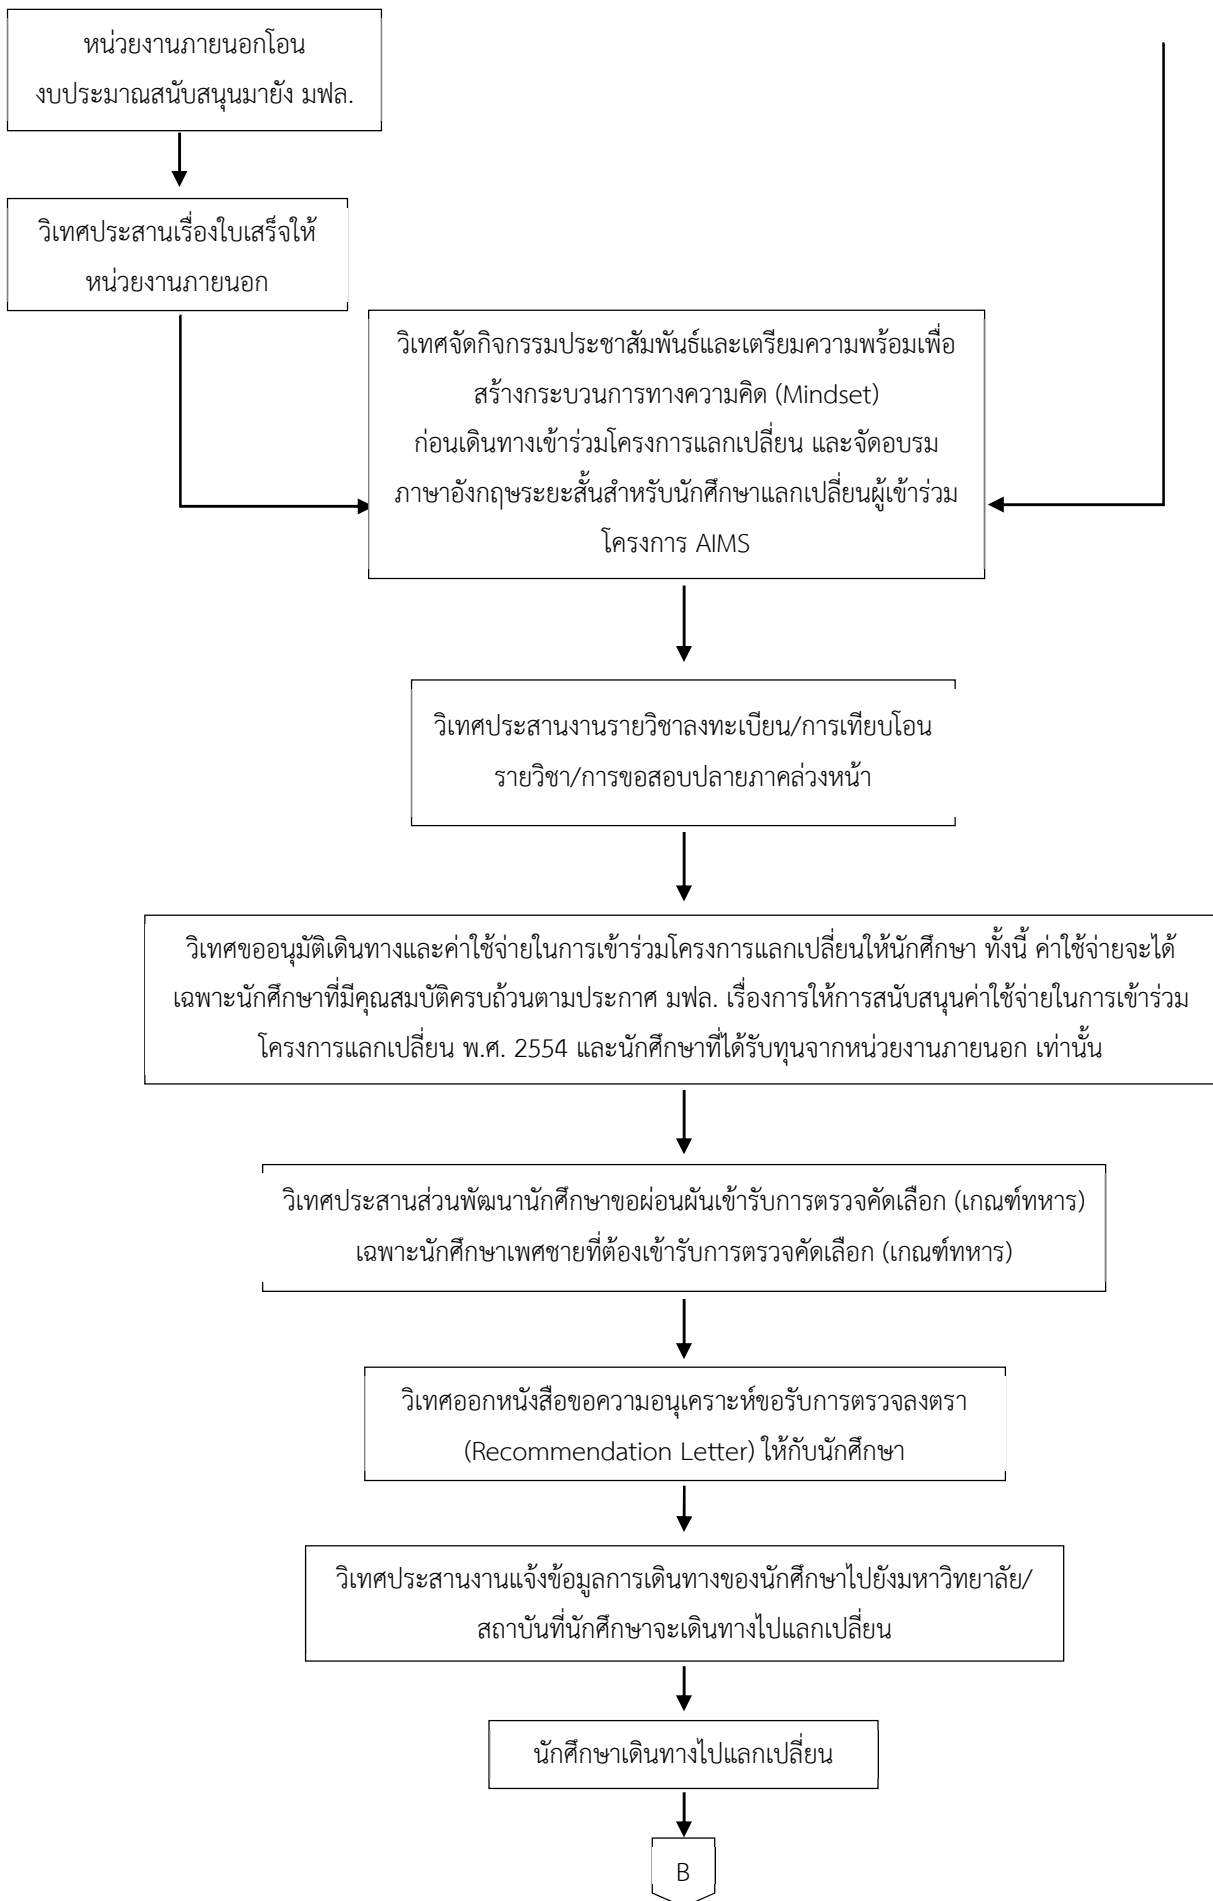 หน่วยงานภายนอกโอน
งบประมาณสนับสนุนมายัง มฟล.
วิเทศประสานเรื่องใบเสร็จให้
หน่วยงานภายนอก
วิเทศจัดกิจกรรมประชาสัมพันธ์และเตรียมความพร้อมเพื่อ
สร้างกระบวนการทางความคิด (Mindset)
ก่อนเดินทางเข้าร่วมโครงการแลกเปลี่ยน และจัดอบรม
ภาษาอังกฤษระยะสั้นสำหรับนักศึกษาแลกเปลี่ยนผู้เข้าร่วม
โครงการ AIMS
วิเทศประสานงานรายวิชาลงทะเบียน/การเทียบโอน
รายวิชา/การขอสอบปลายภาคล่วงหน้า
วิเทศขออนุมัติเดินทางและค่าใช้จ่ายในการเข้าร่วมโครงการแลกเปลี่ยนให้นักศึกษา ทั้งนี้ ค่าใช้จ่ายจะได้
เฉพาะนักศึกษาที่มีคุณสมบัติครบถ้วนตามประกาศ มฟล. เรื่องการให้การสนับสนุนค่าใช้จ่ายในการเข้าร่วม
โครงการแลกเปลี่ยน พ.ศ. 2554 และนักศึกษาที่ได้รับทุนจากหน่วยงานภายนอก เท่านั้น
วิเทศประสานส่วนพัฒนานักศึกษาขอผ่อนผันเข้ารับการตรวจคัดเลือก (เกณฑ์ทหาร)
เฉพาะนักศึกษาเพศชายที่ต้องเข้ารับการตรวจคัดเลือก (เกณฑ์ทหาร)
วิเทศออกหนังสือขอความอนุเคราะห์ขอรับการตรวจลงตรา
(Recommendation Letter) ให้กับนักศึกษา
วิเทศประสานงานแจ้งข้อมูลการเดินทางของนักศึกษาไปยังมหาวิทยาลัย/
สถาบันที่นักศึกษาจะเดินทางไปแลกเปลี่ยน
นักศึกษาเดินทางไปแลกเปลี่ยน
B